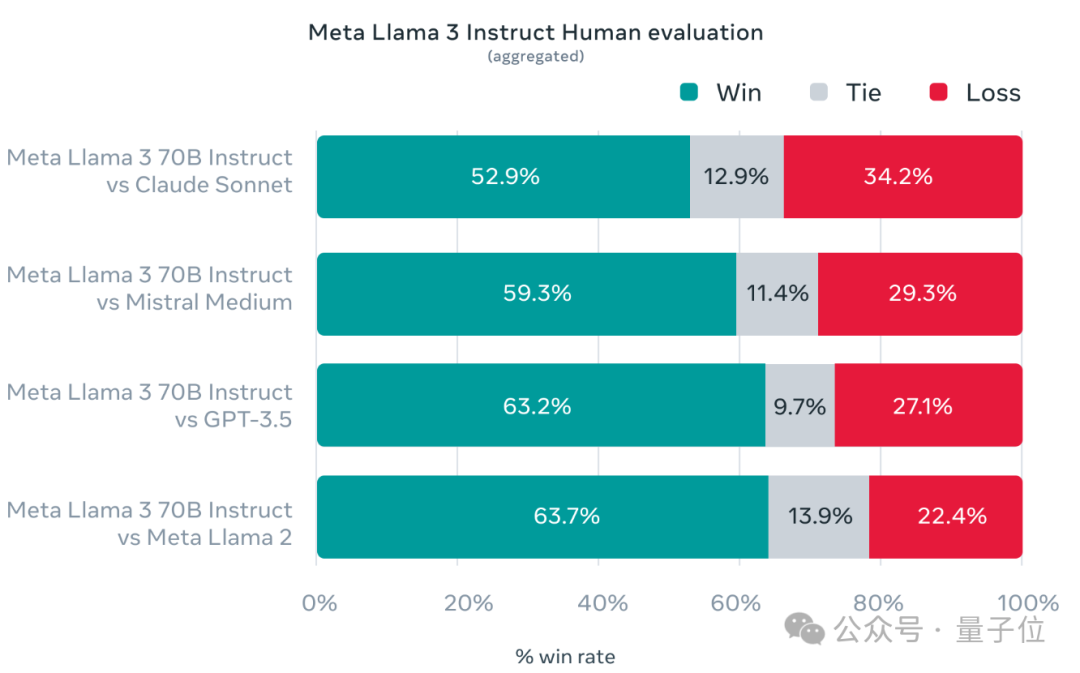 Meta Llama 3 Instruct Human evaluation
(aggregated)
Win Tie Loss
Meta Llama 3 70B Instruct
vs Claude Sonnet
52.9% 12.9% 34.2%
Meta Llama 3 70B Instruct
vs Mistral Medium
59.3% 11.4% 29.3%
Meta Llama 3 70B Instruct
vs GPT-3.5
63.2% 9.7% 27.1%
Meta Llama 3 70B Instruct
vs Meta Llama 2
63.7% 13.9% 22.4%
0% 20% 40% 60% 80% 100%
公众号 · 量子位
% win rate